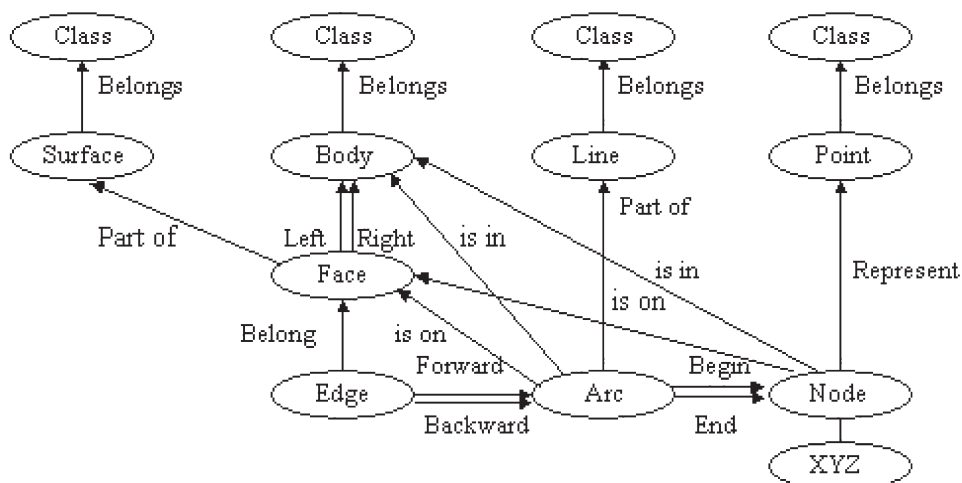 Class Class Class Class
Belongs Belongs Belongs Belongs
Surface Body Line Point
Part of
Part of Left Right is in
is in
Face Represent
is on
Belong is on
Forward Begin
Edge Arc Node
Backward End
XYZ